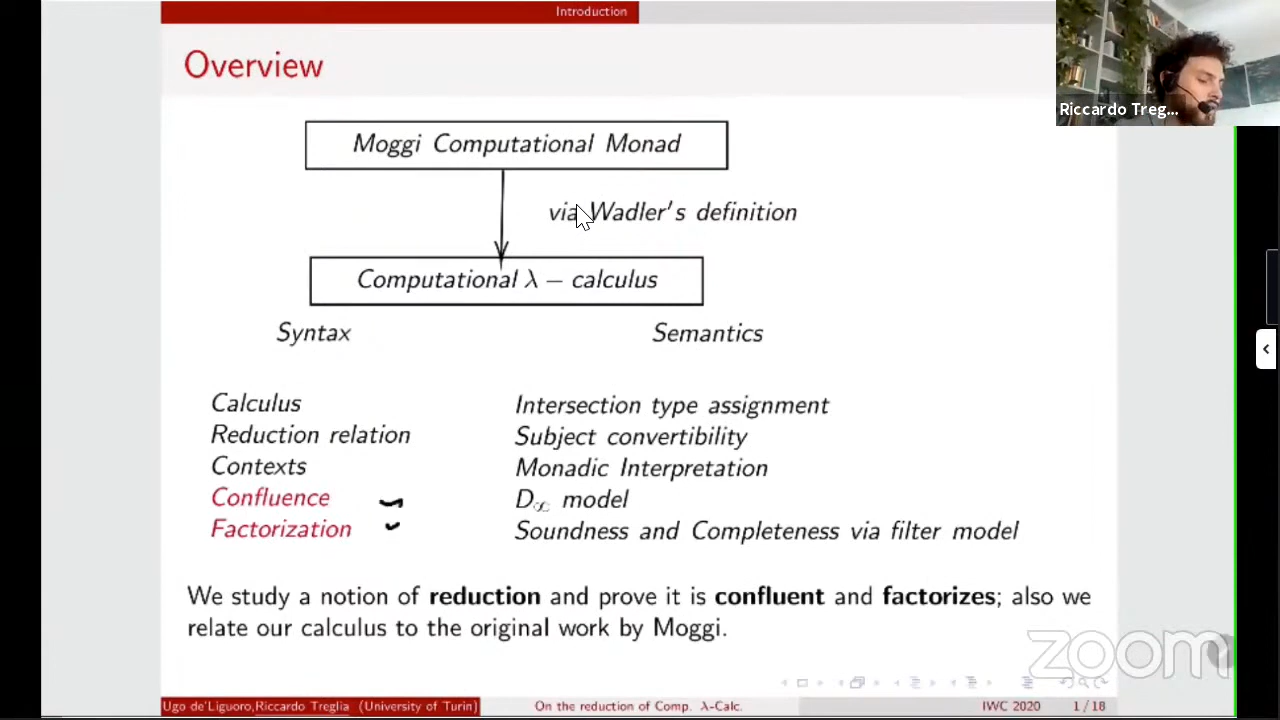 Introduction
Overview
Riccardo Treg...
Moggi Computational Monad
via Wadler's definition
Computational λ − calculus
Syntax
Semantics
Calculus
Intersection type assignment
Reduction relation
Subject convertibility
Contexts
Monadic Interpretation
Confluence
D∞ model
Factorization
Soundness and Completeness via filter model
We study a notion of reduction and prove it is confluent and factorizes; also we
relate our calculus to the original work by Moggi.
zoom
Ugo de'Liguoro,Riccardo Treglia (University of Turin)
On the reduction of Comp. λ-Calc.
IWC 2020
1 / 18